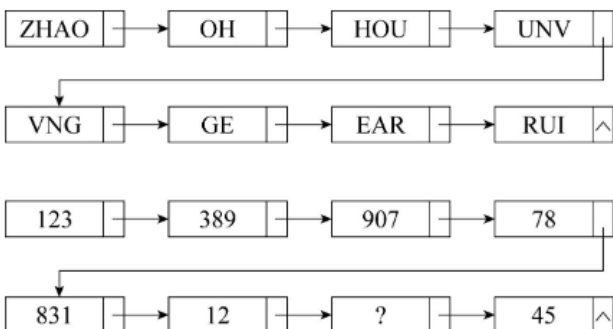 ZHAO OH HOU UNV
VNG GE EAR RUI ^
123 389 907 78
831 12 ? 45 ^